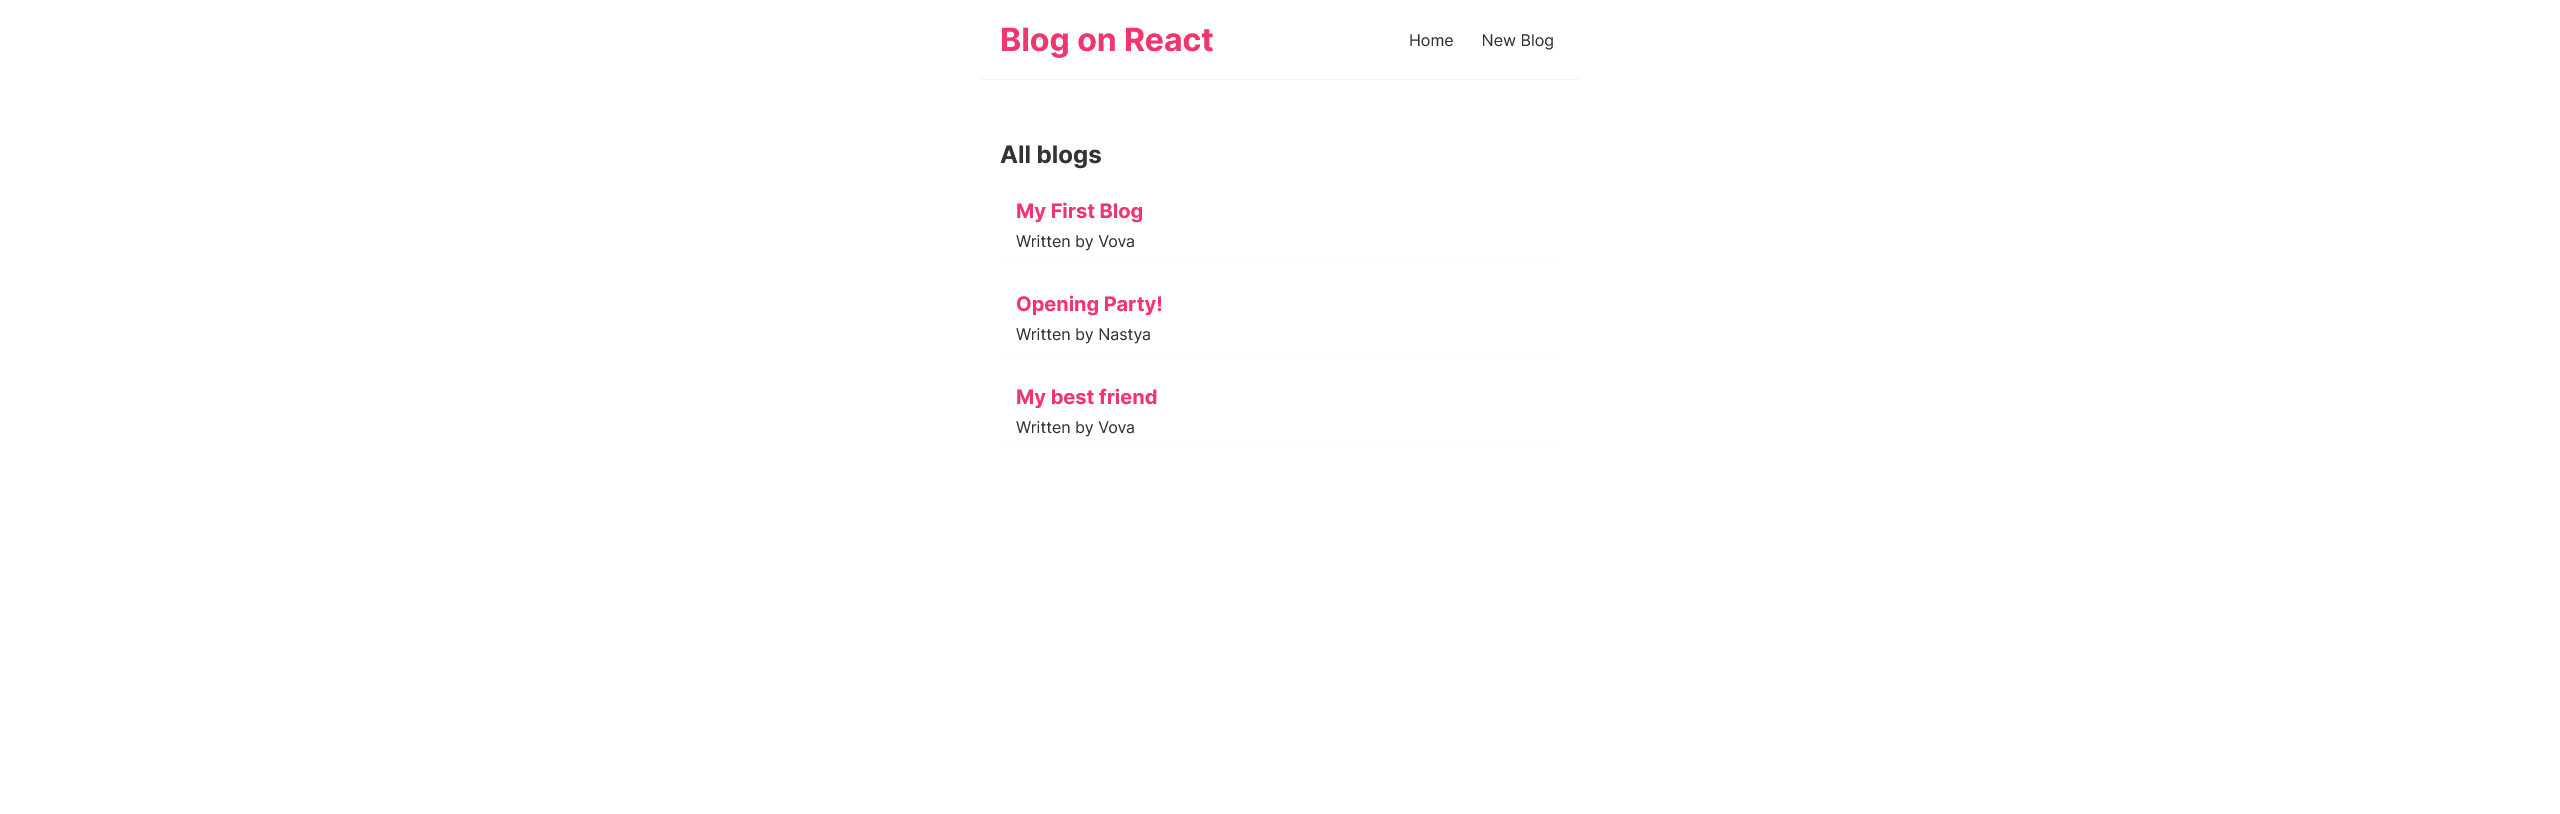 Blog on React
Home
New Blog
All blogs
My First Blog
Written by Vova
Opening Party!
Written by Nastya
My best friend
Written by Vova